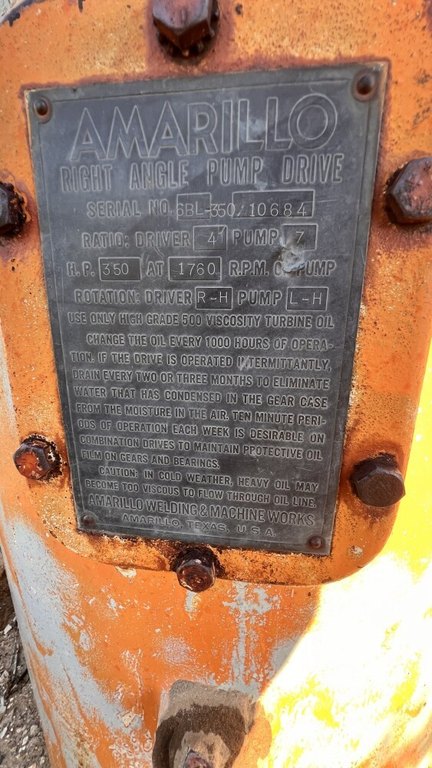 AMARILLO
RIGHT ANGLE PUMP DRIVE
SERIAL NO. SBL-350/10684
RATIO: DRIVER 4 PUMP 7
H.P. 350 AT 1760 R.P.M. OF PUMP
ROTATION: DRIVER R-H PUMP L-H
USE ONLY HIGH GRADE 500 VISCOSITY TURBINE OIL
CHANGE THE OIL EVERY 1000 HOURS OF OPERA-
TION. IF THE DRIVE IS OPERATED INTERMITTANTLY,
DRAIN EVERY TWO OR THREE MONTHS TO ELIMINATE
WATER THAT HAS CONDENSED IN THE GEAR CASE
FROM THE MOISTURE IN THE AIR. TEN MINUTE PERI-
ODS OF OPERATION EACH WEEK IS DESIRABLE ON
COMBINATION DRIVES TO MAINTAIN PROTECTIVE OIL
FILM ON GEARS AND BEARINGS.
CAUTION: IN COLD WEATHER, HEAVY OIL MAY
BECOME TOO VISCOUS TO FLOW THROUGH OIL LINE.
AMARILLO WELDING & MACHINE WORKS
AMARILLO, TEXAS, U.S.A.